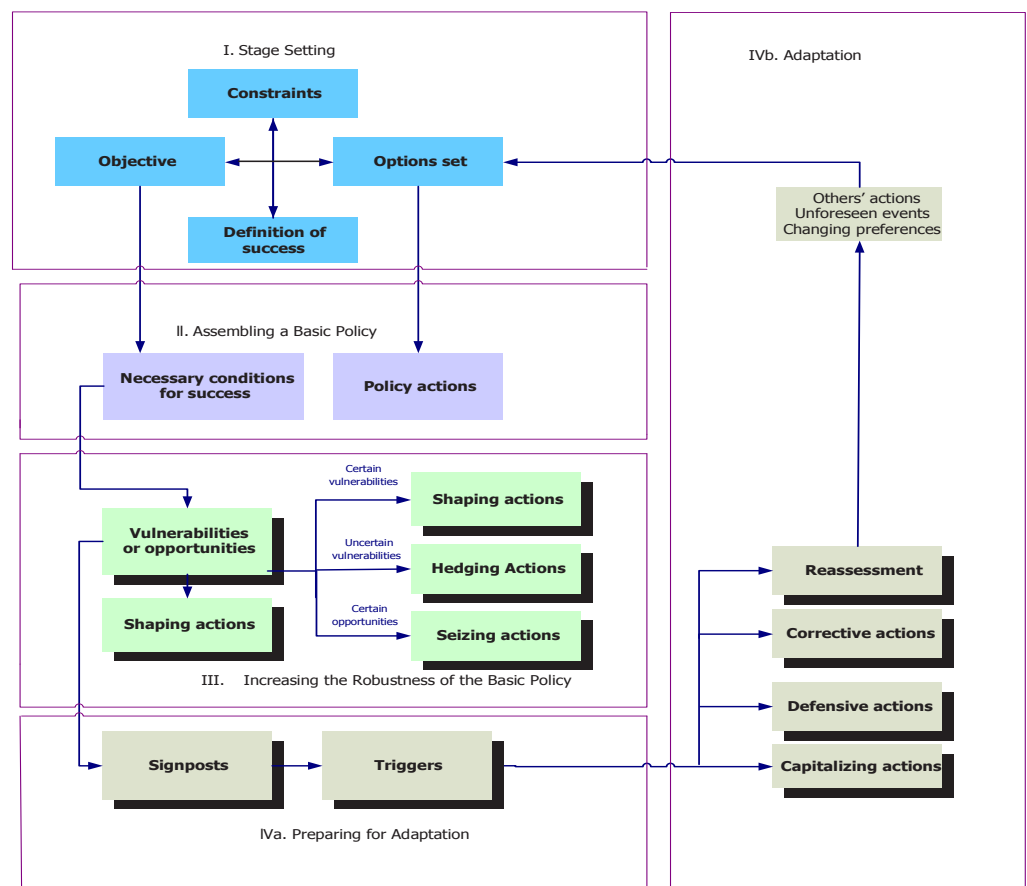 I. Stage Setting
Constraints
Objective
Options set
Definition of
success
II. Assembling a Basic Policy
Necessary conditions
for success
Policy actions
Certain
vulnerabilities
Shaping actions
Vulnerabilities
or opportunities
Uncertain
vulnerabilities
Hedging Actions
Shaping actions
Certain
opportunities
Seizing actions
III. Increasing the Robustness of the Basic Policy
Signposts
Triggers
IVa. Preparing for Adaptation
IVb. Adaptation
Others’ actions
Unforeseen events
Changing preferences
Reassessment
Corrective actions
Defensive actions
Capitalizing actions